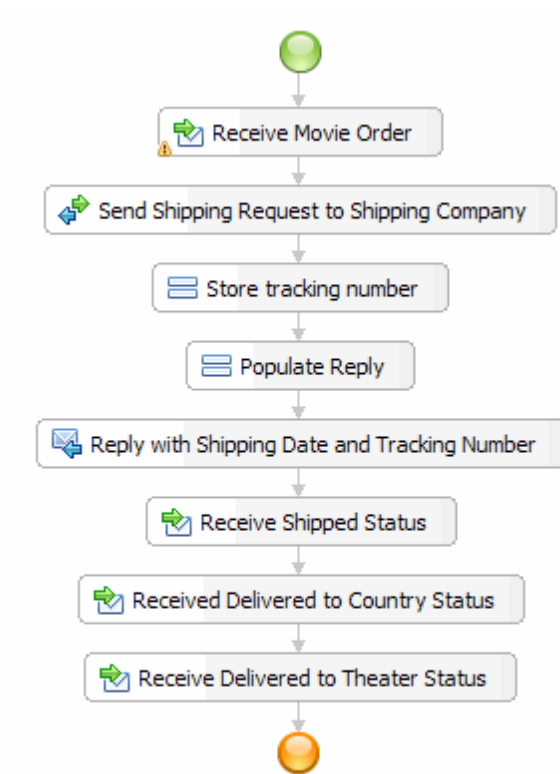 Receive Movie Order
Send Shipping Request to Shipping Company
Store tracking number
Populate Reply
Reply with Shipping Date and Tracking Number
Receive Shipped Status
Received Delivered to Country Status
Receive Delivered to Theater Status